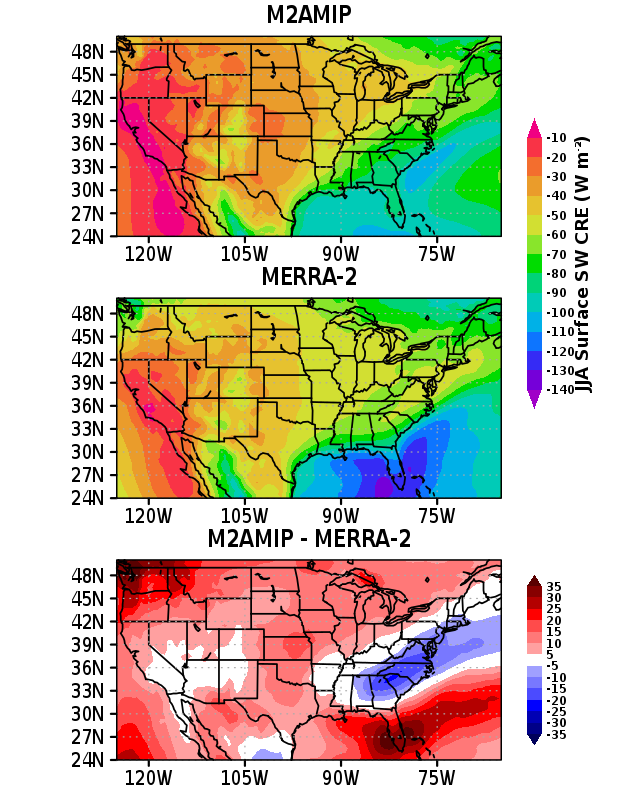 M2AMIP
48N
45N
42N
39N
36N
33N
30N
27N
24N
120W 105W 90W 75W
MERRA-2
48N
45N
42N
39N
36N
33N
30N
27N
24N
120W 105W 90W 75W
M2AMIP - MERRA-2
48N
45N
42N
39N
36N
33N
30N
27N
24N
120W 105W 90W 75W
-10
-20
-30
-40
-50
-60
-70
-80
-90
-100
-110
-120
-130
-140
JJA Surface SW CRE (W m⁻²)
35
30
25
20
15
10
5
-5
-10
-15
-20
-25
-30
-35